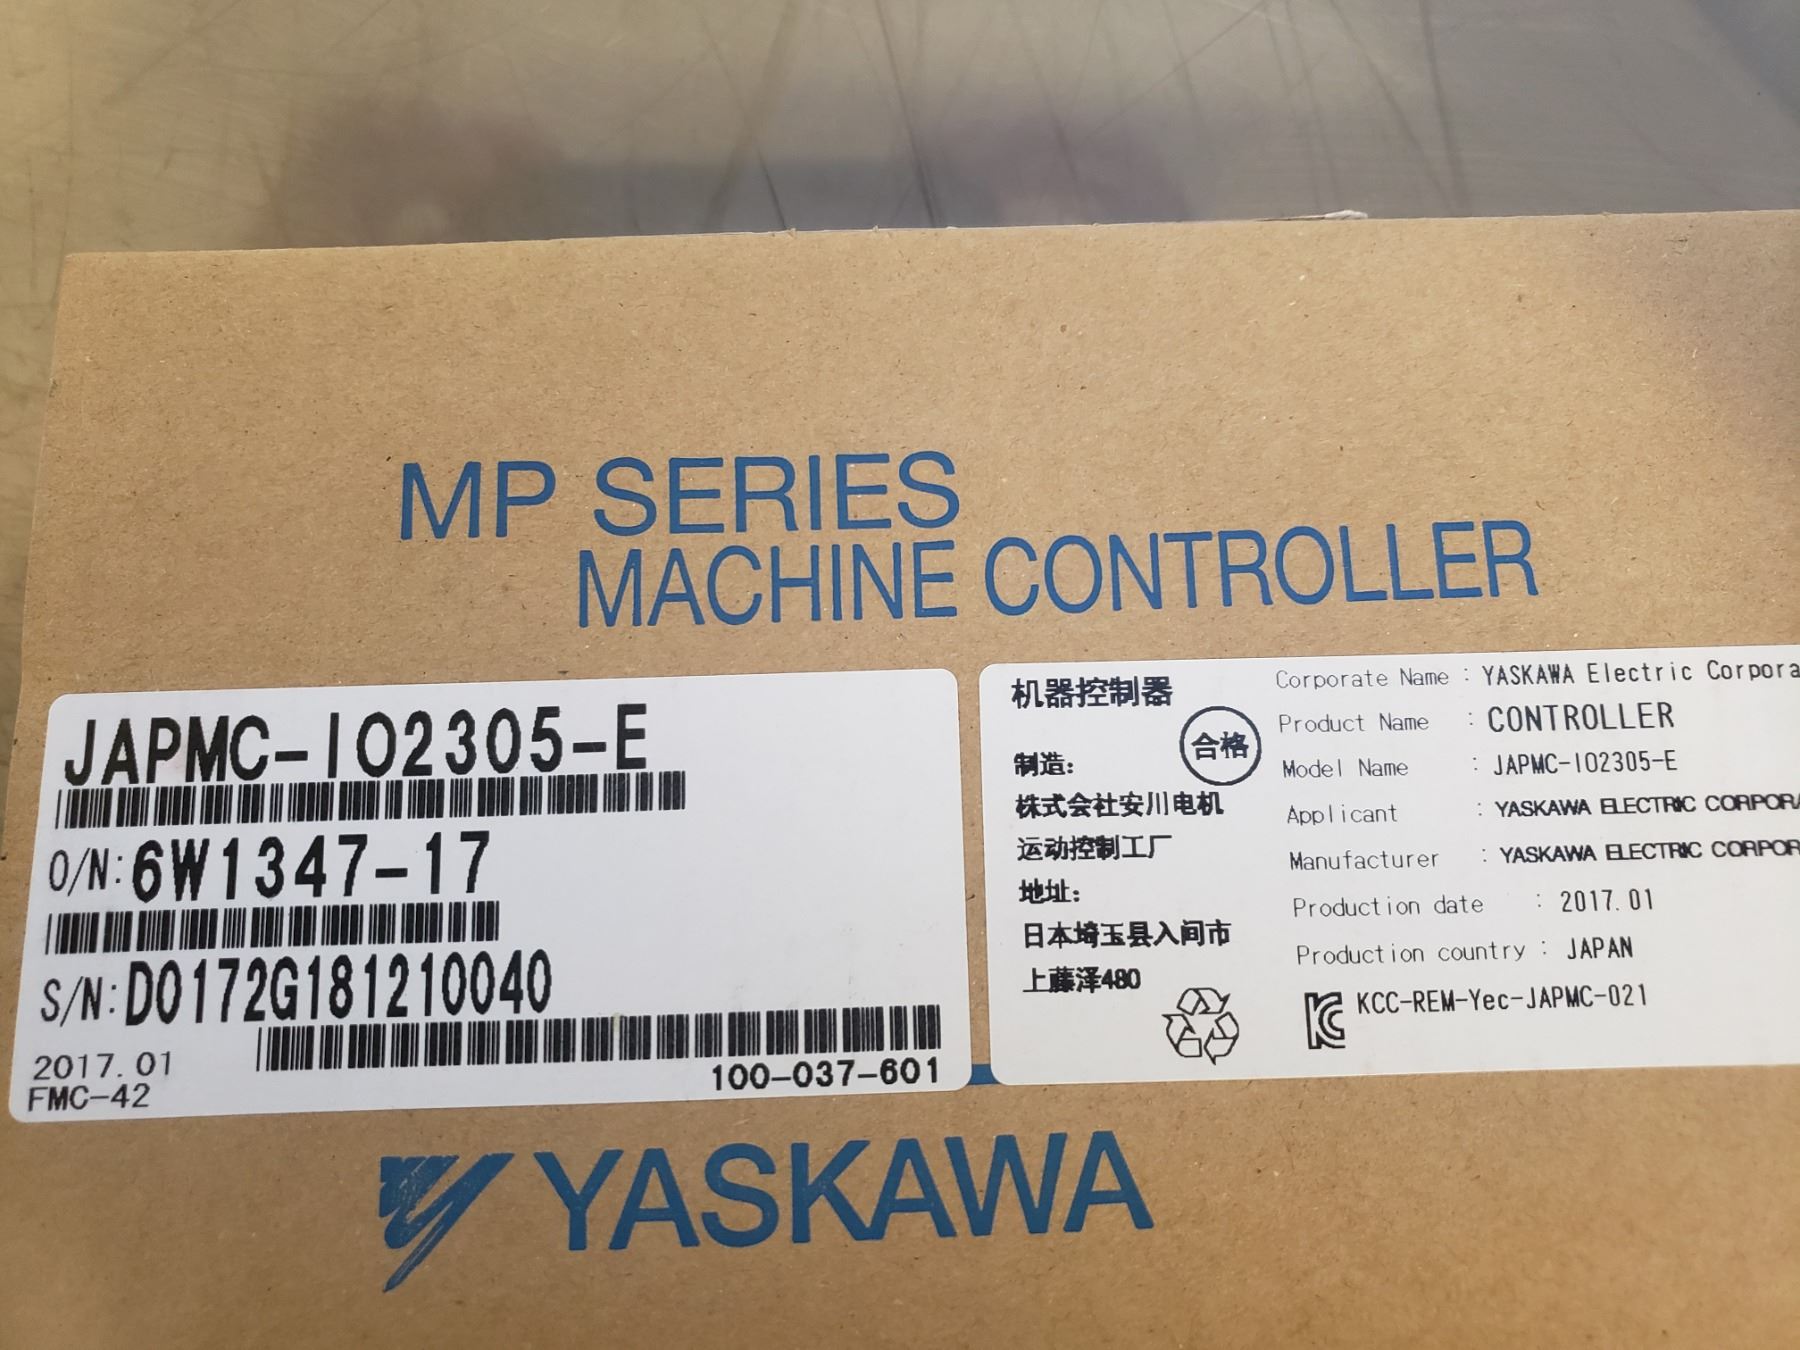 MP SERIES
MACHINE CONTROLLER
JAPMC-IO2305-E
O/N: 6W1347-17
S/N: D0172G181210040
2017.01
FMC-42
100-037-601
机器控制器
合格
制造:
株式会社安川电机
运动控制工厂
地址:
日本埼玉县入间市
上藤泽480
Corporate Name : YASKAWA Electric Corpora
Product Name : CONTROLLER
Model Name : JAPMC-IO2305-E
Applicant : YASKAWA ELECTRIC CORPORA
Manufacturer : YASKAWA ELECTRIC CORPOR
Production date : 2017.01
Production country : JAPAN
KCC-REM-Yec-JAPMC-021
YASKAWA